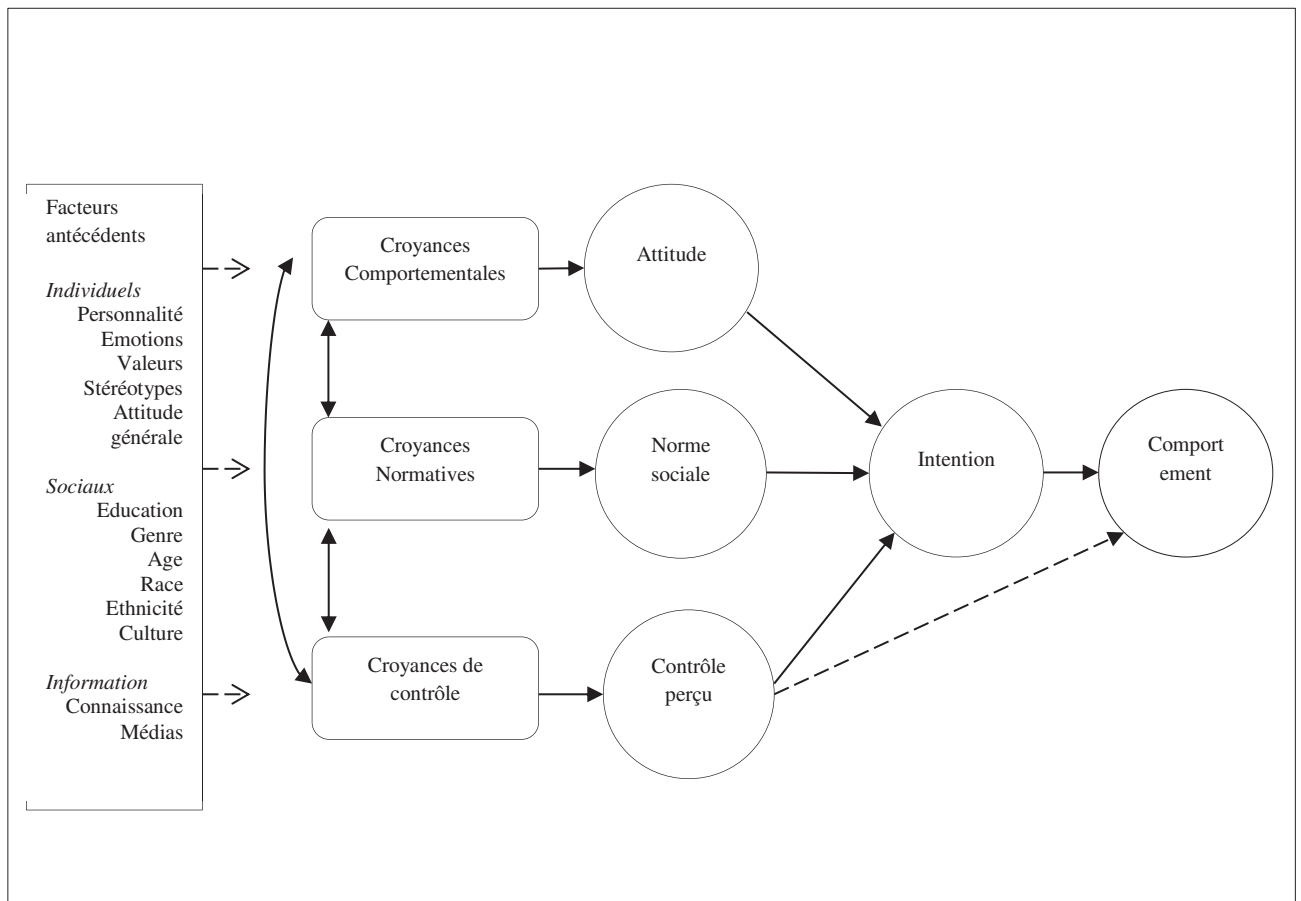 Facteurs
antécédents
Individuels
Personnalité
Emotions
Valeurs
Stéréotypes
Attitude
générale
Sociaux
Education
Genre
Age
Race
Ethnicité
Culture
Information
Connaissance
Médias
Croyances
Comportementales
Croyances
Normatives
Croyances de
contrôle
Attitude
Norme
sociale
Contrôle
perçu
Intention
Comport
ement